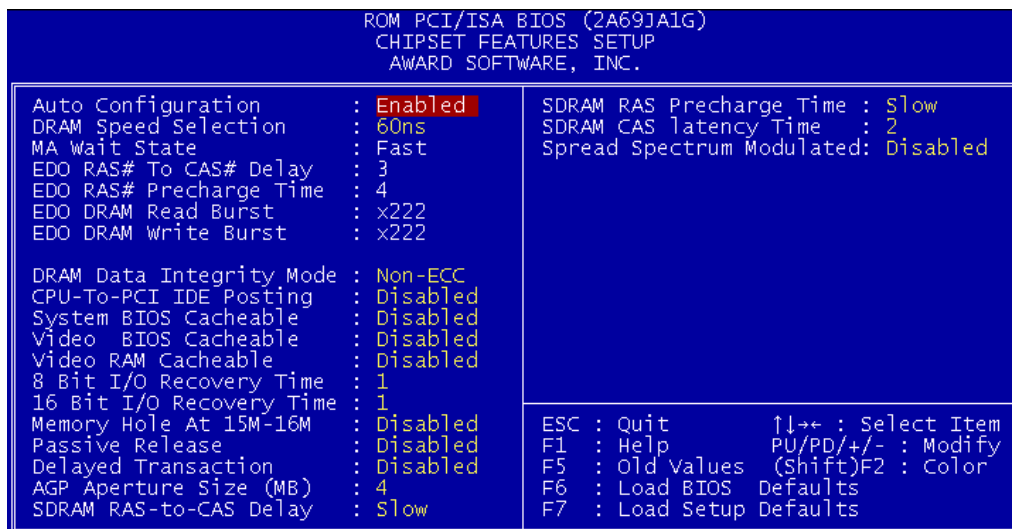 ROM PCI/ISA BIOS (2A69JA1G)
CHIPSET FEATURES SETUP
AWARD SOFTWARE, INC.
Auto Configuration : Enabled
DRAM Speed Selection : 60ns
MA Wait State : Fast
EDO RAS# To CAS# Delay : 3
EDO RAS# Precharge Time : 4
EDO DRAM Read Burst : x222
EDO DRAM Write Burst : x222
DRAM Data Integrity Mode : Non-ECC
CPU-To-PCI IDE Posting : Disabled
System BIOS Cacheable : Disabled
Video BIOS Cacheable : Disabled
Video RAM Cacheable : Disabled
8 Bit I/O Recovery Time : 1
16 Bit I/O Recovery Time : 1
Memory Hole At 15M-16M : Disabled
Passive Release : Disabled
Delayed Transaction : Disabled
AGP Aperture Size (MB) : 4
SDRAM RAS-to-CAS Delay : Slow
SDRAM RAS Precharge Time : Slow
SDRAM CAS latency Time : 2
Spread Spectrum Modulated: Disabled
ESC : Quit ↑↓→← : Select Item
F1 : Help PU/PD/+/- : Modify
F5 : Old Values (Shift)F2 : Color
F6 : Load BIOS Defaults
F7 : Load Setup Defaults